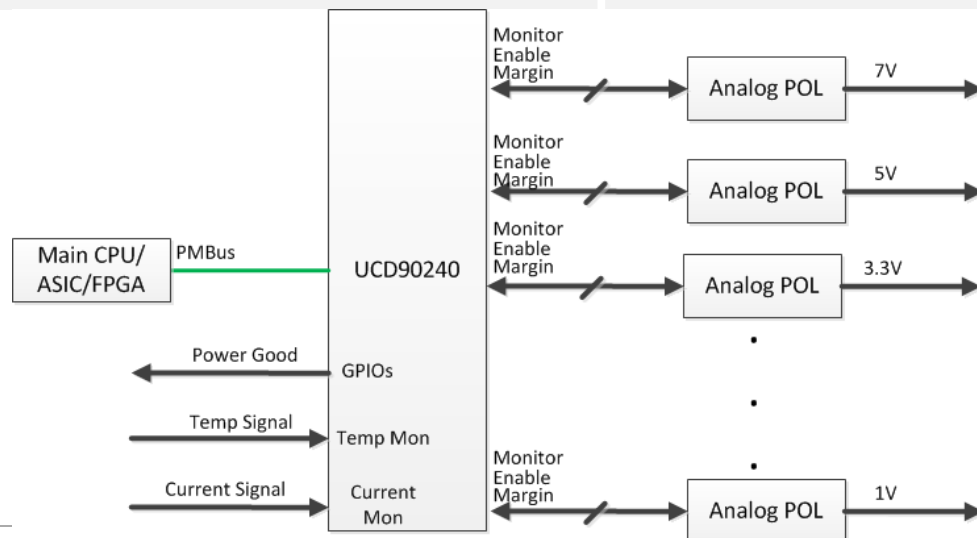 Monitor
Enable
Margin
Analog POL
7V
Monitor
Enable
Margin
Analog POL
5V
Main CPU/
ASIC/FPGA
PMBus
UCD90240
Monitor
Enable
Margin
Analog POL
3.3V
Power Good
GPIOs
Temp Signal
Temp Mon
Current Signal
Current
Mon
Monitor
Enable
Margin
Analog POL
1V